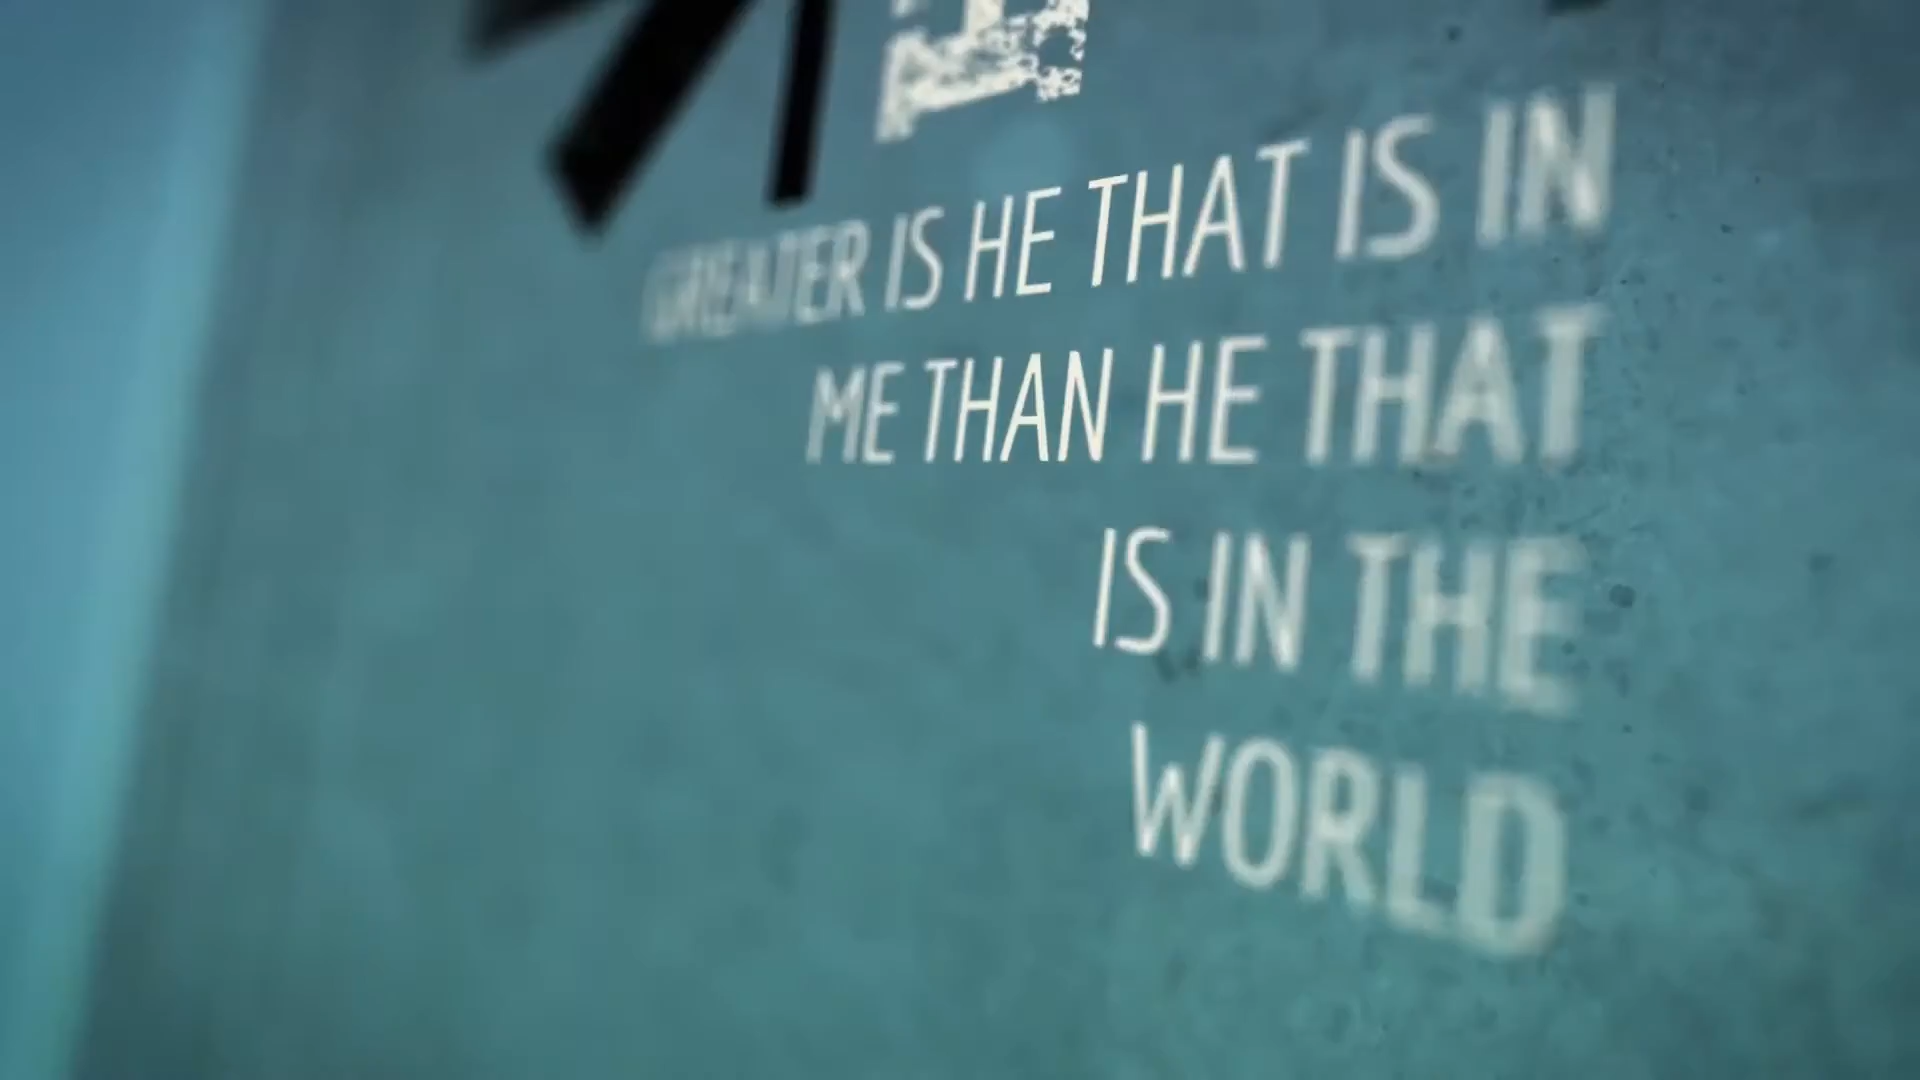 GREATER IS HE THAT IS IN
ME THAN HE THAT
IS IN THE
WORLD